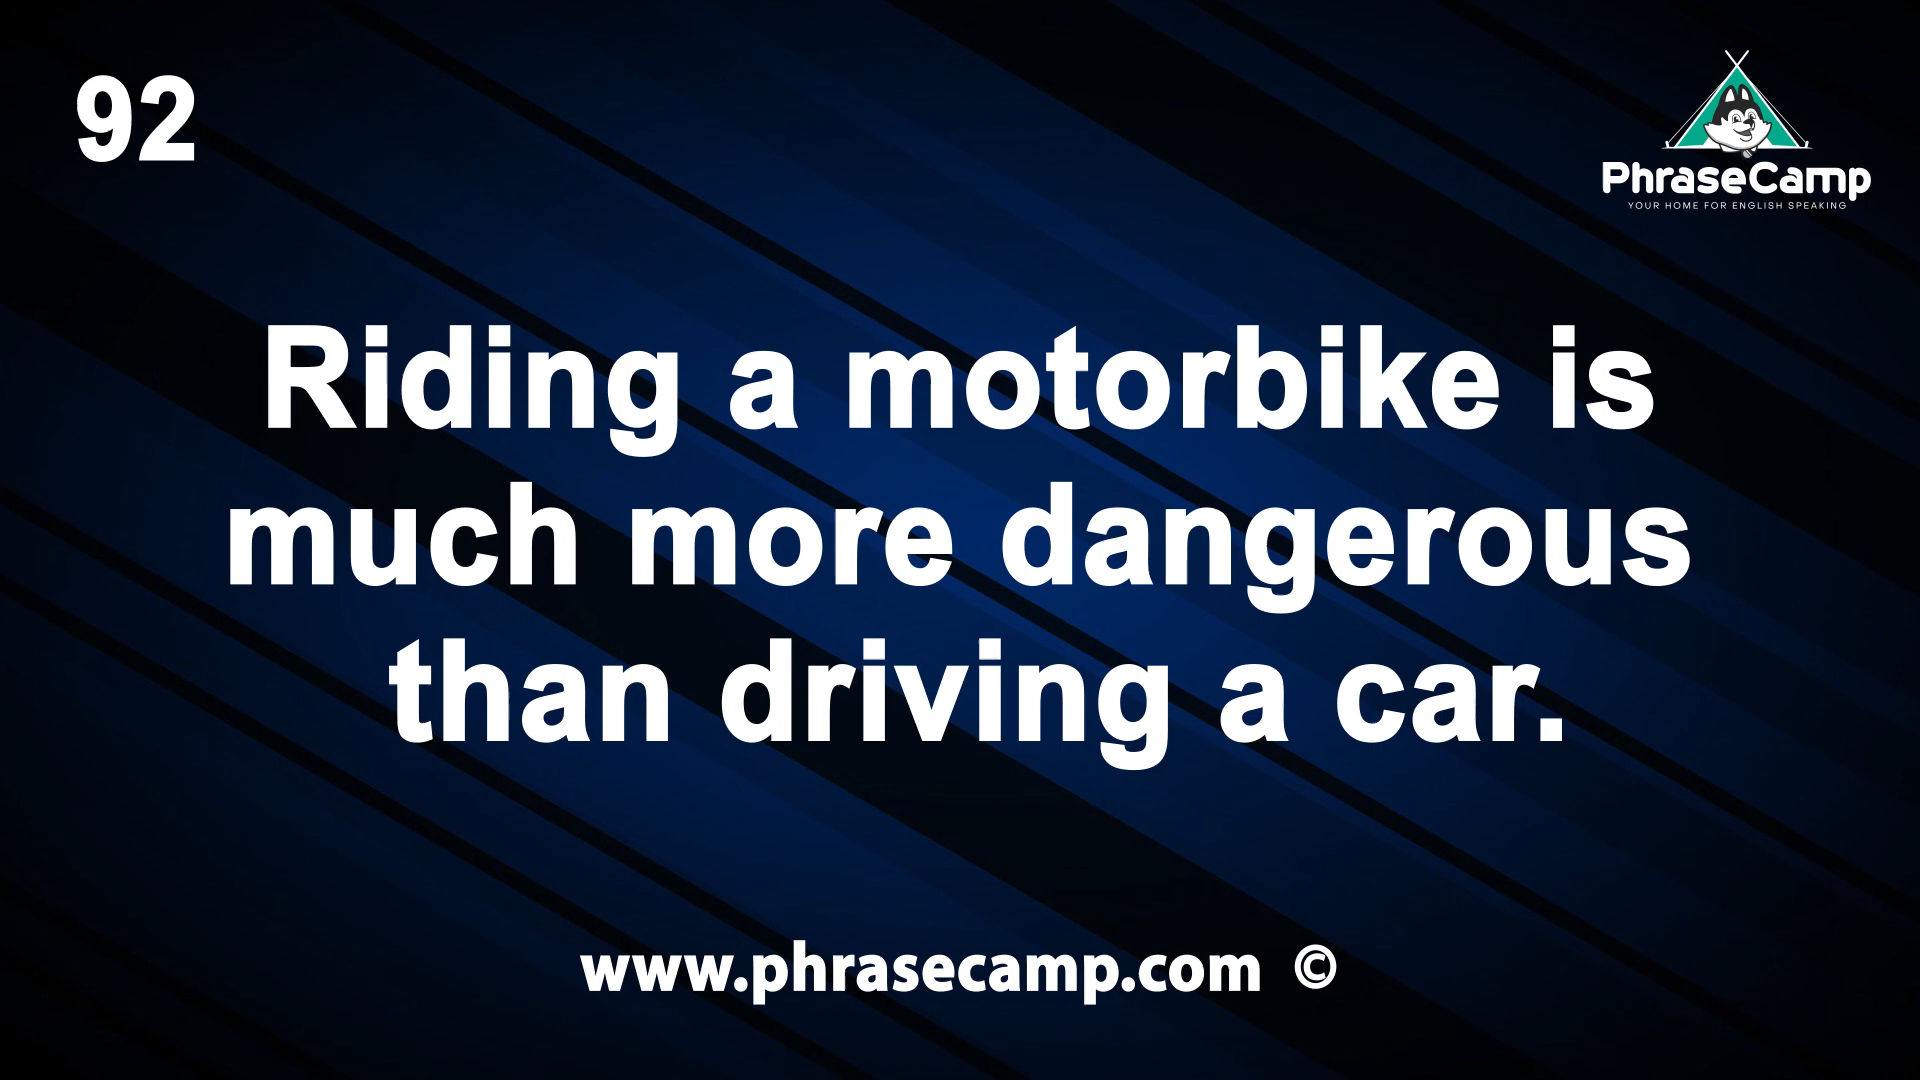 92
PhraseCamp
YOUR HOME FOR ENGLISH SPEAKING
Riding a motorbike is
much more dangerous
than driving a car.
www.phrasecamp.com ©